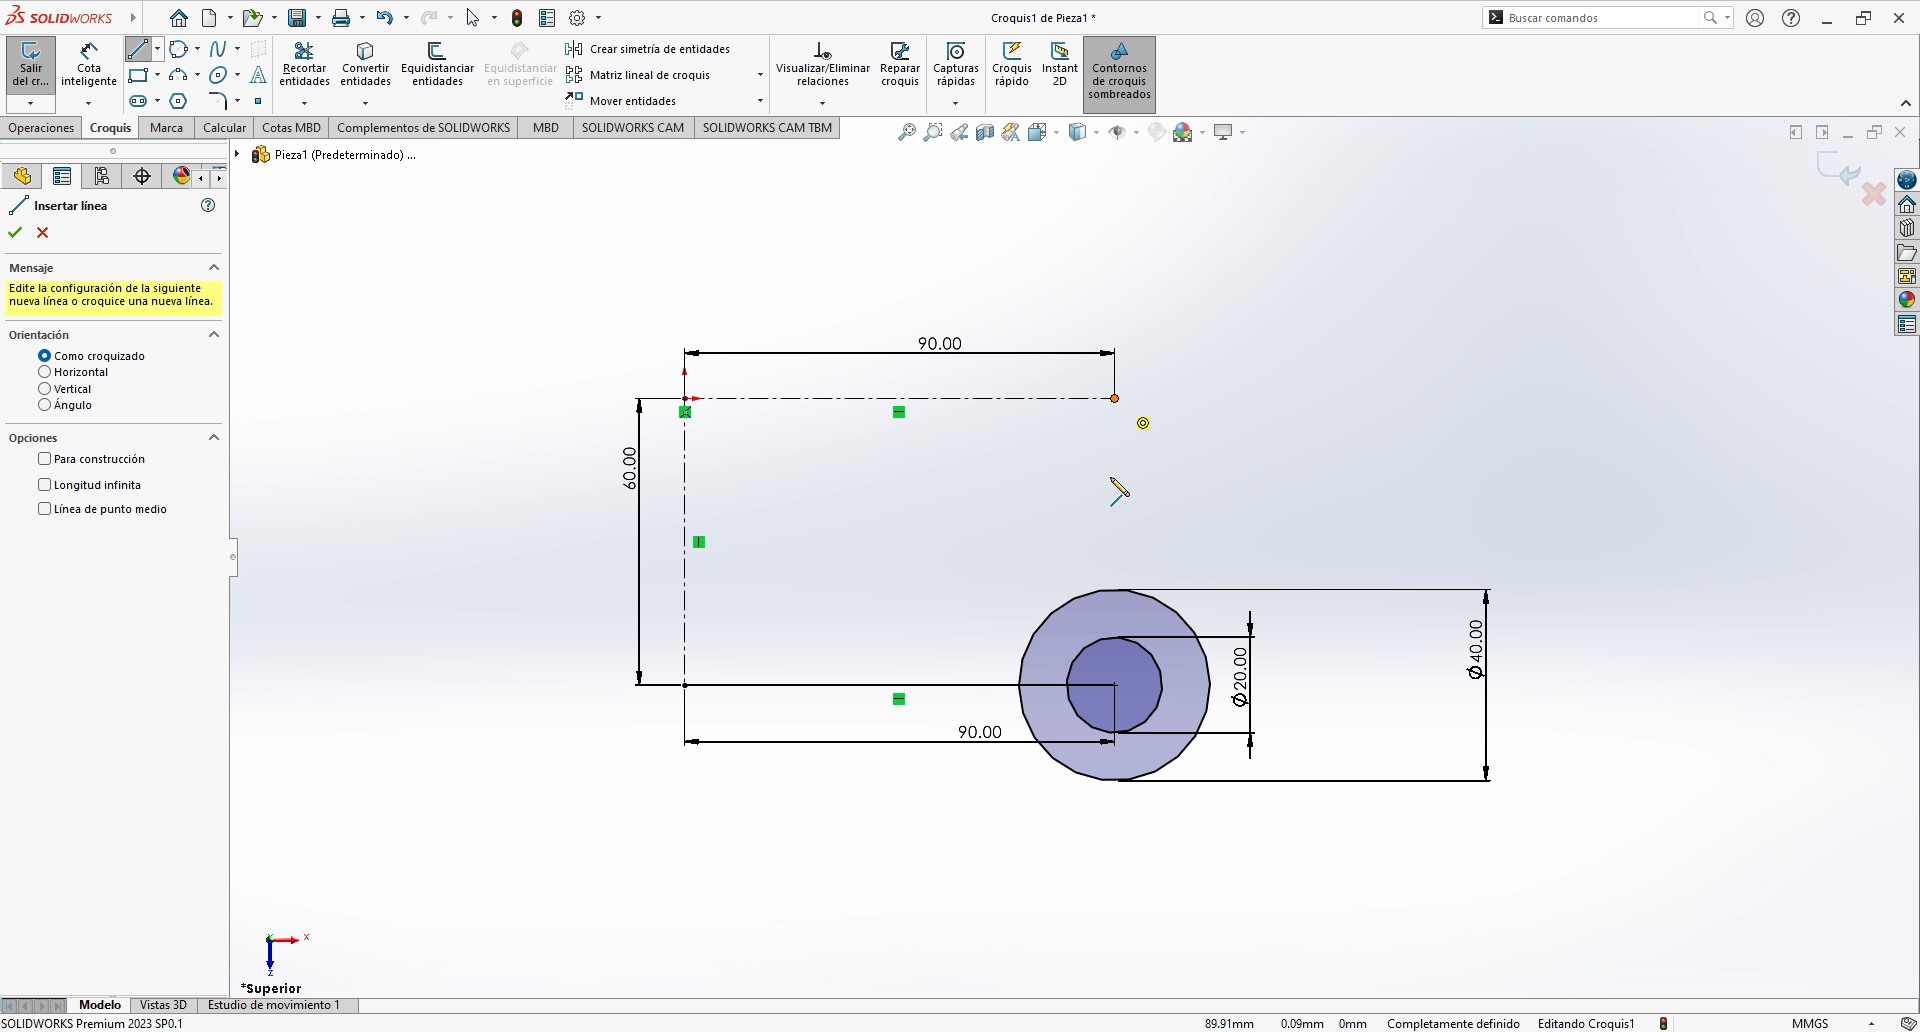 SOLIDWORKS
Croquis1 de Pieza1 *
Buscar comandos
Salir del cr...
Cota inteligente
Recortar entidades
Convertir entidades
Equidistanciar entidades
Equidistanciar en superficie
Crear simetría de entidades
Matriz lineal de croquis
Mover entidades
Visualizar/Eliminar relaciones
Reparar croquis
Capturas rápidas
Croquis rápido
Instant 2D
Contornos de croquis sombreados
Operaciones
Croquis
Marca
Calcular
Cotas MBD
Complementos de SOLIDWORKS
MBD
SOLIDWORKS CAM
SOLIDWORKS CAM TBM
Pieza1 (Predeterminado) ...
Insertar línea
Mensaje
Edite la configuración de la siguiente
nueva línea o croquice una nueva línea.
Orientación
Como croquizado
Horizontal
Vertical
Ángulo
Opciones
Para construcción
Longitud infinita
Línea de punto medio
90.00
60.00
90.00
Ø20.00
Ø40.00
X
Z
*Superior
Modelo
Vistas 3D
Estudio de movimiento 1
SOLIDWORKS Premium 2023 SP0.1
89.91mm
0.09mm
0mm
Completamente definido
Editando Croquis1
MMGS